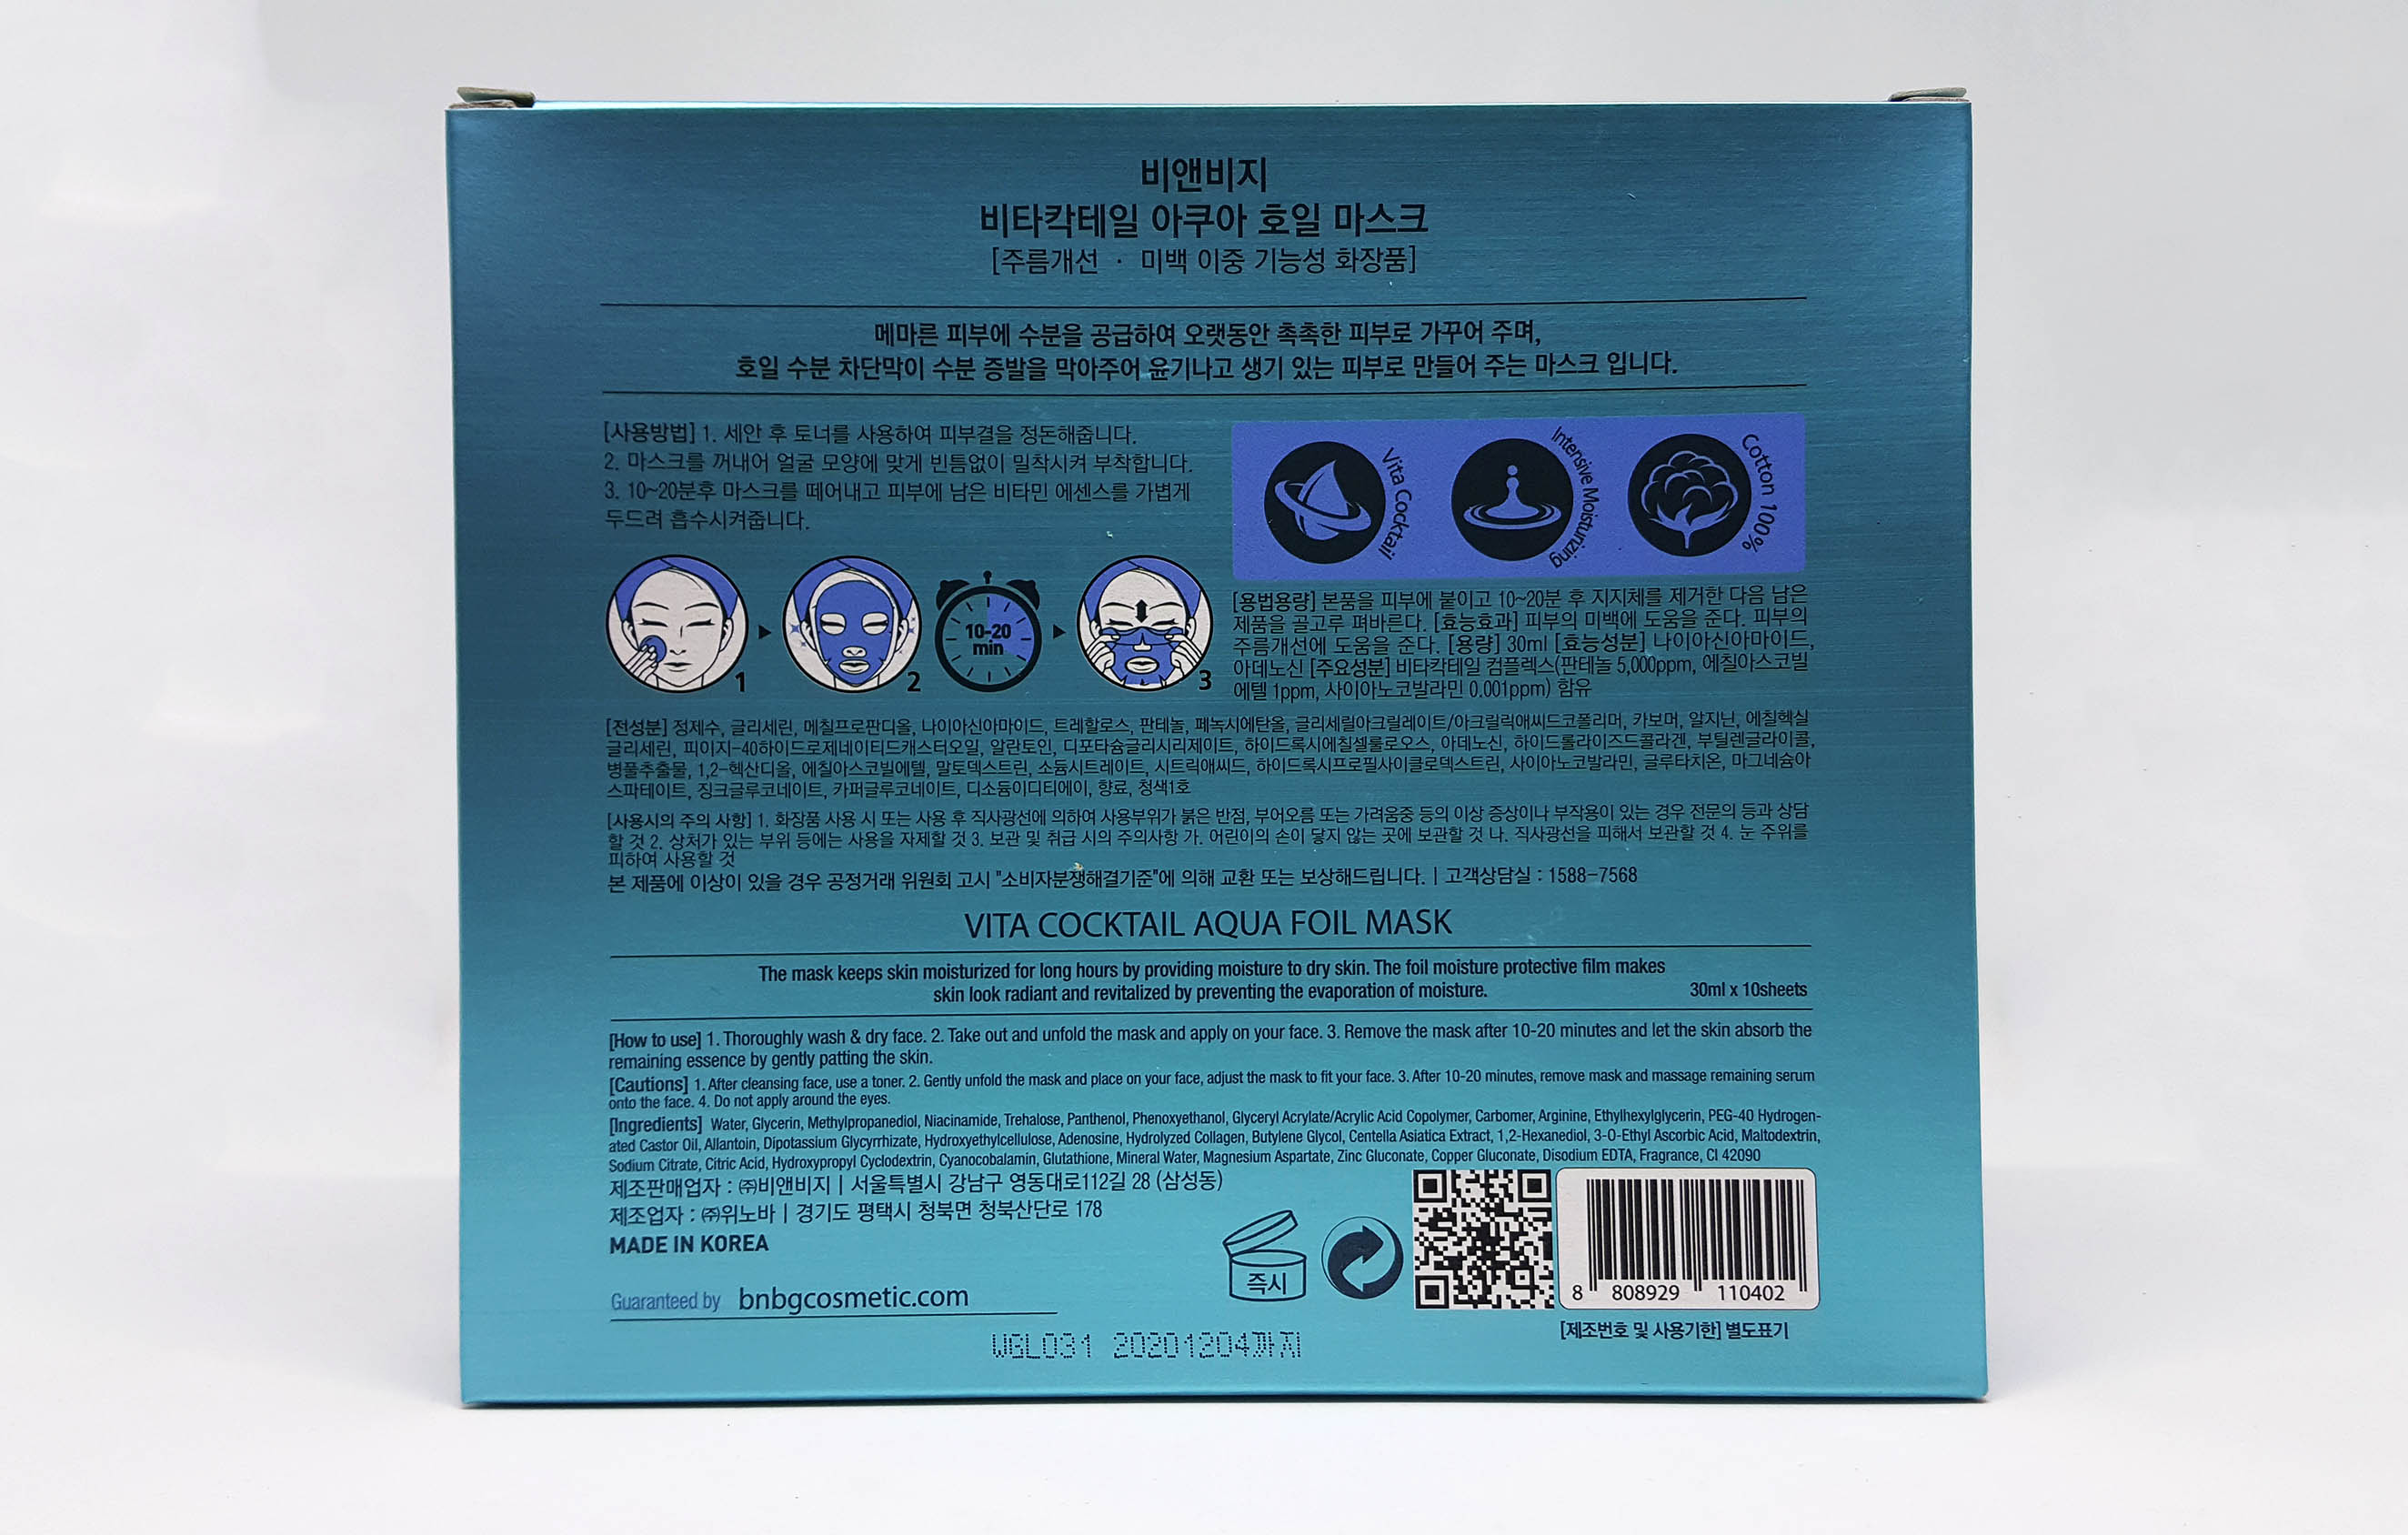 비앤비지
비타칵테일 아쿠아 호일 마스크
[주름개선 · 미백 이중 기능성 화장품]
메마른 피부에 수분을 공급하여 오랫동안 촉촉한 피부로 가꾸어 주며,
호일 수분 차단막이 수분 증발을 막아주어 윤기나고 생기 있는 피부로 만들어 주는 마스크 입니다.
[사용방법] 1. 세안 후 토너를 사용하여 피부결을 정돈해줍니다.
2. 마스크를 꺼내어 얼굴 모양에 맞게 빈틈없이 밀착시켜 부착합니다.
3. 10~20분후 마스크를 떼어내고 피부에 남은 비타민 에센스를 가볍게
두드려 흡수시켜줍니다.
Vita Cocktail
Intensive Moisturizing
Cotton 100%
1
2
10-20
min
3
[용법용량] 본품을 피부에 붙이고 10~20분 후 지지체를 제거한 다음 남은
제품을 골고루 펴바른다. [효능효과] 피부의 미백에 도움을 준다. 피부의
주름개선에 도움을 준다. [용량] 30ml [효능성분] 나이아신아마이드,
아데노신 [주요성분] 비타칵테일 컴플렉스(판테놀 5,000ppm, 에칠아스코빌
에텔 1ppm, 사이아노코발라민 0.001ppm) 함유
[전성분] 정제수, 글리세린, 메칠프로판디올, 나이아신아마이드, 트레할로스, 판테놀, 페녹시에탄올, 글리세릴아크릴레이트/아크릴릭애씨드코폴리머, 카보머, 알지닌, 에칠헥실
글리세린, 피이지-40하이드로제네이티드캐스터오일, 알란토인, 디포타슘글리시리제이트, 하이드록시에칠셀룰로오스, 아데노신, 하이드롤라이즈드콜라겐, 부틸렌글라이콜,
병풀추출물, 1,2-헥산디올, 에칠아스코빌에텔, 말토덱스트린, 소듐시트레이트, 시트릭애씨드, 하이드록시프로필사이클로덱스트린, 사이아노코발라민, 글루타치온, 마그네슘아
스파테이트, 징크글루코네이트, 카퍼글루코네이트, 디소듐이디티에이, 향료, 청색1호
[사용시의 주의 사항] 1. 화장품 사용 시 또는 사용 후 직사광선에 의하여 사용부위가 붉은 반점, 부어오름 또는 가려움증 등의 이상 증상이나 부작용이 있는 경우 전문의 등과 상담
할 것 2. 상처가 있는 부위 등에는 사용을 자제할 것 3. 보관 및 취급 시의 주의사항 가. 어린이의 손이 닿지 않는 곳에 보관할 것 나. 직사광선을 피해서 보관할 것 4. 눈 주위를
피하여 사용할 것
본 제품에 이상이 있을 경우 공정거래 위원회 고시 "소비자분쟁해결기준"에 의해 교환 또는 보상해드립니다. | 고객상담실 : 1588-7568
VITA COCKTAIL AQUA FOIL MASK
The mask keeps skin moisturized for long hours by providing moisture to dry skin. The foil moisture protective film makes
skin look radiant and revitalized by preventing the evaporation of moisture.
30ml x 10sheets
[How to use] 1. Thoroughly wash & dry face. 2. Take out and unfold the mask and apply on your face. 3. Remove the mask after 10-20 minutes and let the skin absorb the
remaining essence by gently patting the skin.
[Cautions] 1. After cleansing face, use a toner. 2. Gently unfold the mask and place on your face, adjust the mask to fit your face. 3. After 10-20 minutes, remove mask and massage remaining serum
onto the face. 4. Do not apply around the eyes.
[Ingredients] Water, Glycerin, Methylpropanediol, Niacinamide, Trehalose, Panthenol, Phenoxyethanol, Glyceryl Acrylate/Acrylic Acid Copolymer, Carbomer, Arginine, Ethylhexylglycerin, PEG-40 Hydrogen-
ated Castor Oil, Allantoin, Dipotassium Glycyrrhizate, Hydroxyethylcellulose, Adenosine, Hydrolyzed Collagen, Butylene Glycol, Centella Asiatica Extract, 1,2-Hexanediol, 3-O-Ethyl Ascorbic Acid, Maltodextrin,
Sodium Citrate, Citric Acid, Hydroxypropyl Cyclodextrin, Cyanocobalamin, Glutathione, Mineral Water, Magnesium Aspartate, Zinc Gluconate, Copper Gluconate, Disodium EDTA, Fragrance, CI 42090
제조판매업자 : ㈜비앤비지 | 서울특별시 강남구 영동대로112길 28 (삼성동)
제조업자 : ㈜위노바 | 경기도 평택시 청북면 청북산단로 178
MADE IN KOREA
즉시
8 808929 110402
Guaranteed by bnbgcosmetic.com
[제조번호 및 사용기한] 별도표기
WGL031 20201204까지